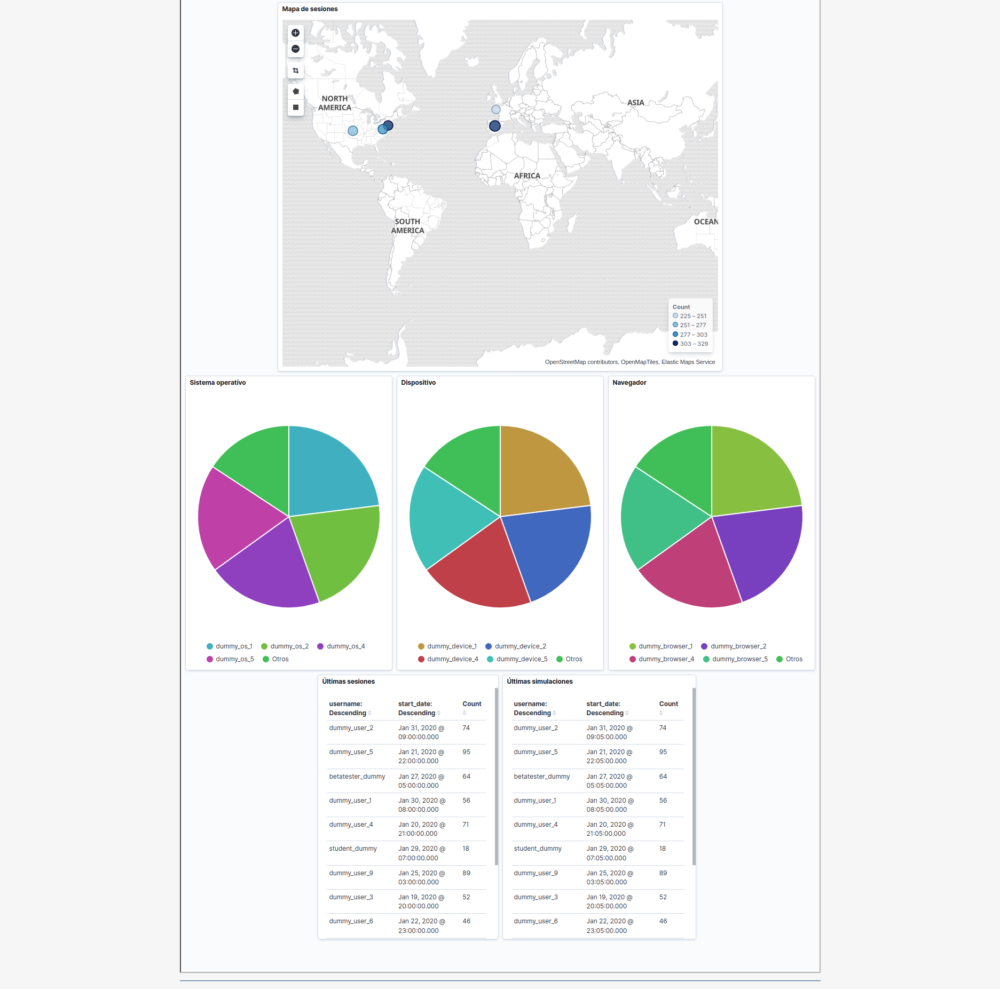 Mapa de sesiones
NORTH
AMERICA
ASIA
AFRICA
SOUTH
AMERICA
OCEAN
Count
225 – 251
251 – 277
277 – 303
303 – 329
OpenStreetMap contributors, OpenMapTiles, Elastic Maps Service
Sistema operatívo
dummy_os_1 dummy_os_2 dummy_os_4
dummy_os_5 Otros
Dispositivo
dummy_device_1 dummy_device_2
dummy_device_4 dummy_device_5 Otros
Navegador
dummy_browser_1 dummy_browser_2
dummy_browser_4 dummy_browser_5 Otros
Últimas sesiones
username: start_date: Count
Descending Descending
dummy_user_2 Jan 31, 2020 @ 74
09:00:00.000
dummy_user_5 Jan 21, 2020 @ 95
22:00:00.000
betatester_dummy Jan 27, 2020 @ 64
05:00:00.000
dummy_user_1 Jan 30, 2020 @ 56
08:00:00.000
dummy_user_4 Jan 20, 2020 @ 71
21:00:00.000
student_dummy Jan 29, 2020 @ 18
07:00:00.000
dummy_user_9 Jan 25, 2020 @ 89
03:00:00.000
dummy_user_3 Jan 19, 2020 @ 52
20:00:00.000
dummy_user_6 Jan 22, 2020 @ 46
23:00:00.000
Últimas simulaciones
username: start_date: Count
Descending Descending
dummy_user_2 Jan 31, 2020 @ 74
09:05:00.000
dummy_user_5 Jan 21, 2020 @ 95
22:05:00.000
betatester_dummy Jan 27, 2020 @ 64
05:05:00.000
dummy_user_1 Jan 30, 2020 @ 56
08:05:00.000
dummy_user_4 Jan 20, 2020 @ 71
21:05:00.000
student_dummy Jan 29, 2020 @ 18
07:05:00.000
dummy_user_9 Jan 25, 2020 @ 89
03:05:00.000
dummy_user_3 Jan 19, 2020 @ 52
20:05:00.000
dummy_user_6 Jan 22, 2020 @ 46
23:05:00.000